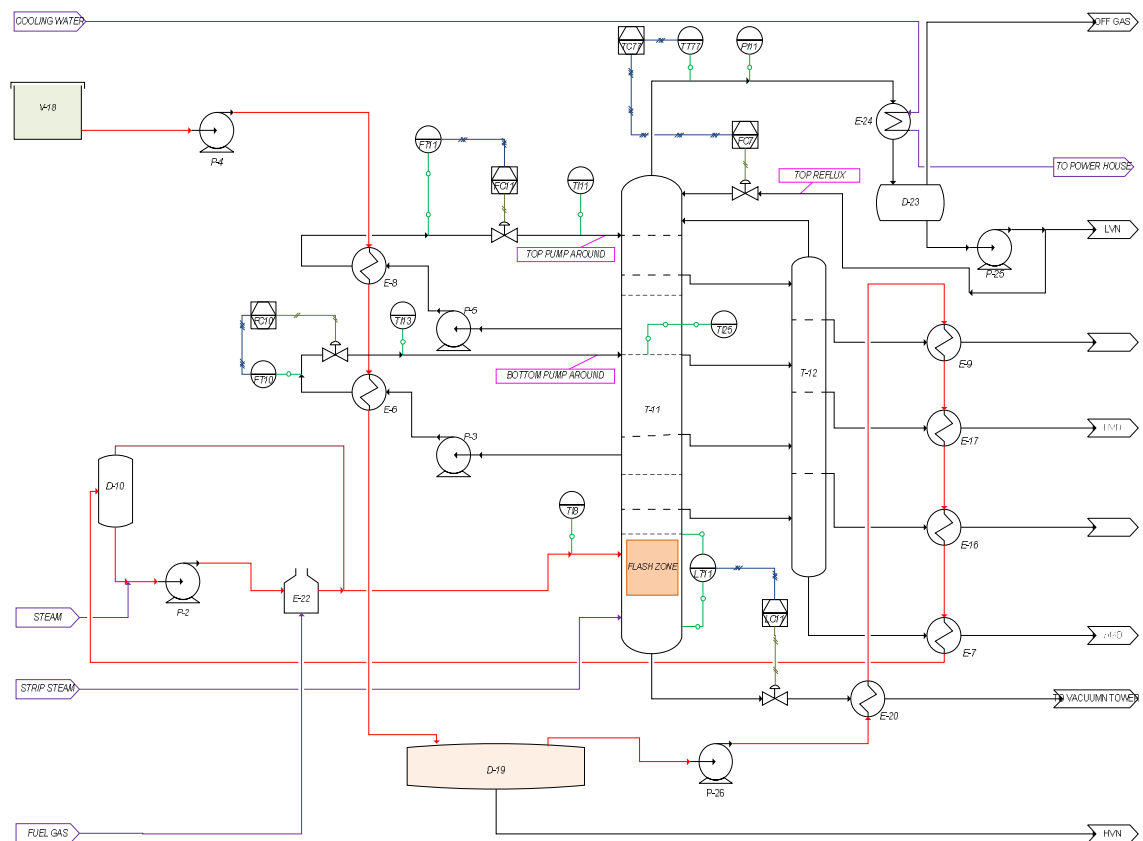 COOLING WATER
OFF GAS
TC77
TT77
PI11
V-18
E-24
P-4
FT11
FC7
TO POWER HOUSE
FC11
TI11
TOP REFLUX
D-23
LVN
TOP PUMP AROUND
P-25
E-8
P-5
FC10
TI13
TI25
E-9
FT10
BOTTOM PUMP AROUND
T-12
E-6
T-11
P-3
E-17
D-10
TI8
E-16
FLASH ZONE
LT11
E-22
P-2
STEAM
LC11
E-7
STRIP STEAM
TO VACUUMN TOWER
E-20
D-19
P-26
FUEL GAS
HVN